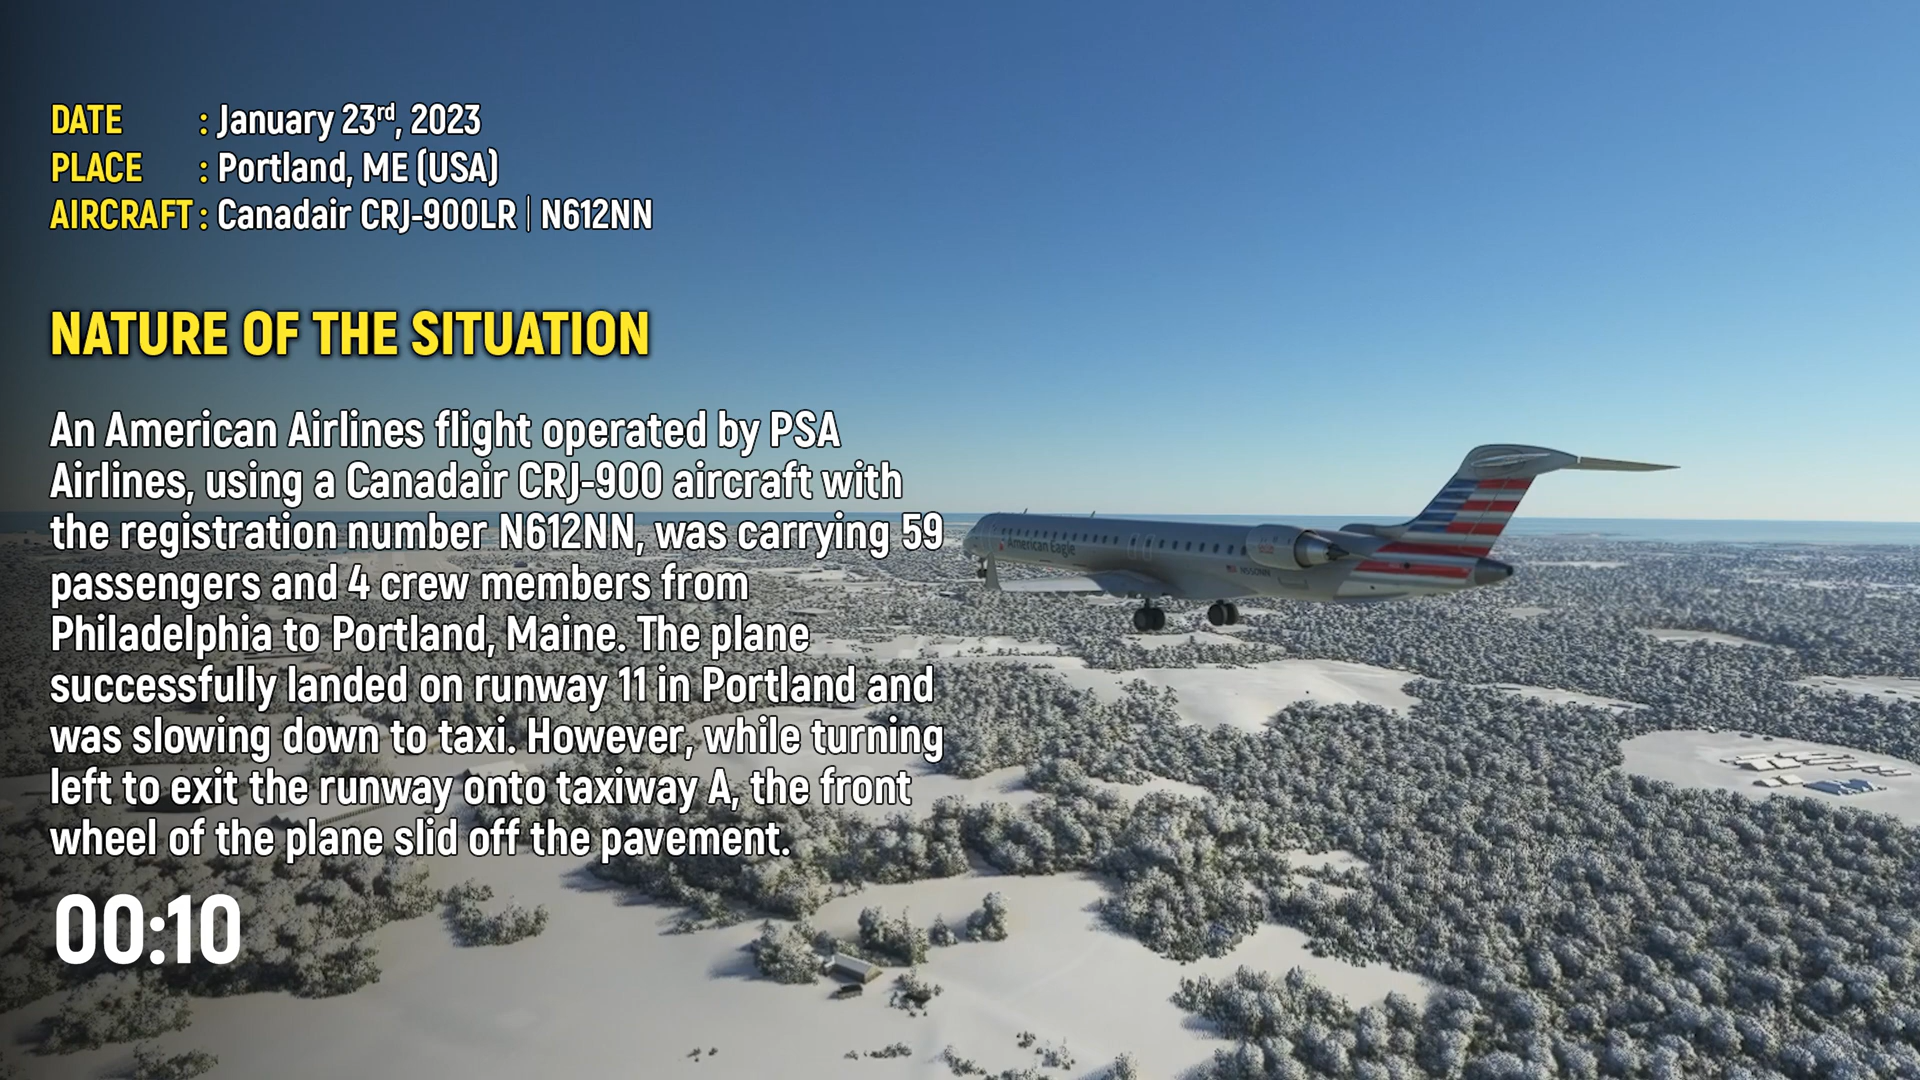 DATE : January 23rd, 2023
PLACE : Portland, ME (USA)
AIRCRAFT : Canadair CRJ-900LR | N612NN
NATURE OF THE SITUATION
An American Airlines flight operated by PSA
Airlines, using a Canadair CRJ-900 aircraft with
the registration number N612NN, was carrying 59
passengers and 4 crew members from
Philadelphia to Portland, Maine. The plane
successfully landed on runway 11 in Portland and
was slowing down to taxi. However, while turning
left to exit the runway onto taxiway A, the front
wheel of the plane slid off the pavement.
00:10
American Eagle